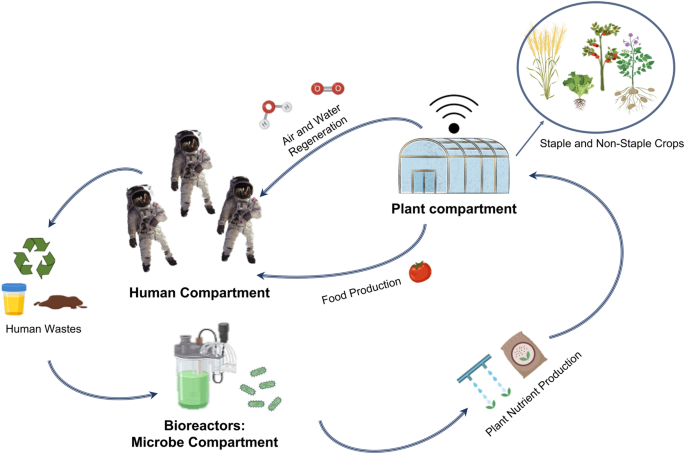 O
O=O
H
H
Air and Water
Regeneration
Staple and Non-Staple Crops
Plant compartment
Human Compartment
Food Production
Human Wastes
Plant Nutrient Production
Bioreactors:
Microbe Compartment